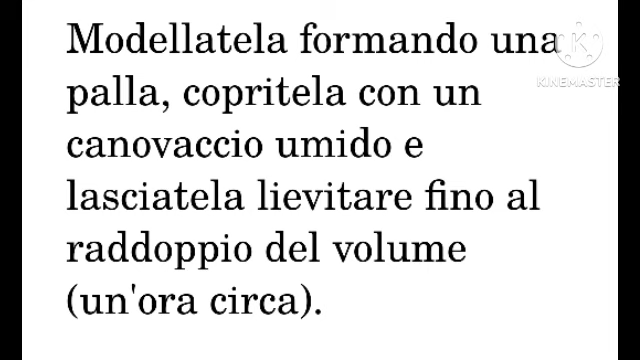 Modellatela formando una
palla, copritela con un
canovaccio umido e
lasciatela lievitare fino al
raddoppio del volume
(un'ora circa).
K
KINEMASTER